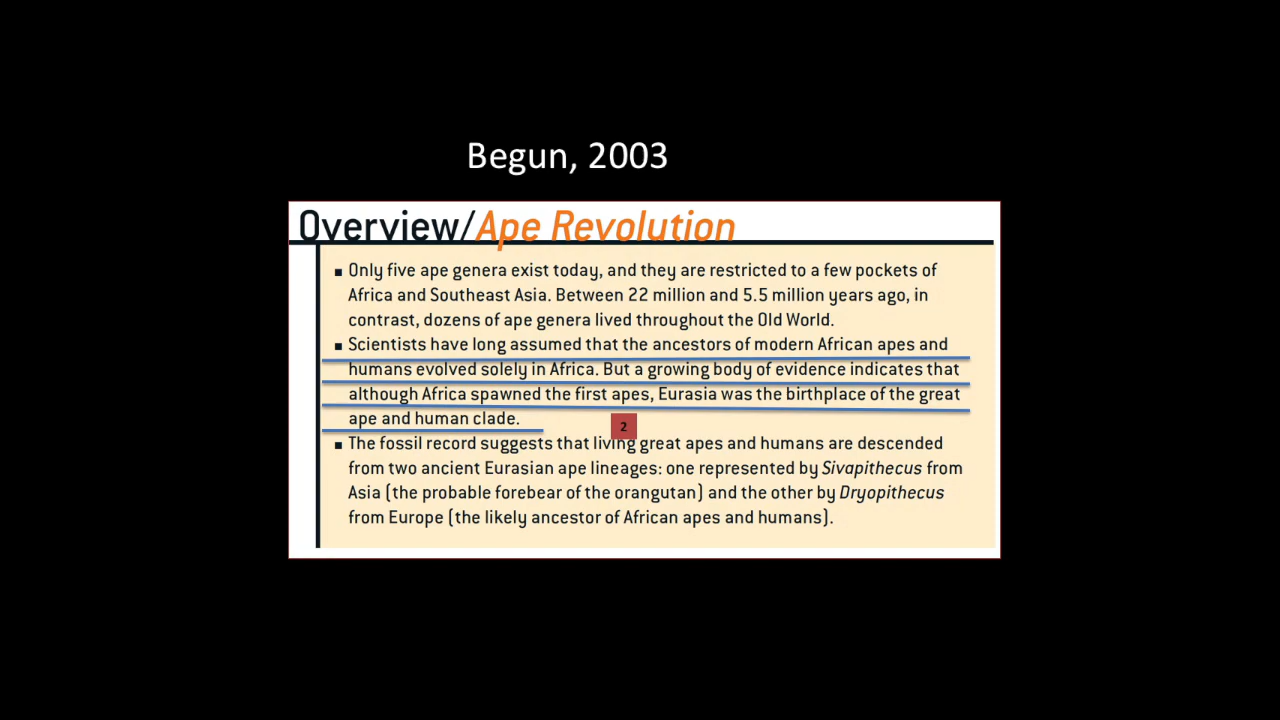 Begun, 2003
Overview/Ape Revolution
▪ Only five ape genera exist today, and they are restricted to a few pockets of
Africa and Southeast Asia. Between 22 million and 5.5 million years ago, in
contrast, dozens of ape genera lived throughout the Old World.
▪ Scientists have long assumed that the ancestors of modern African apes and
humans evolved solely in Africa. But a growing body of evidence indicates that
although Africa spawned the first apes, Eurasia was the birthplace of the great
ape and human clade.
2
▪ The fossil record suggests that living great apes and humans are descended
from two ancient Eurasian ape lineages: one represented by Sivapithecus from
Asia (the probable forebear of the orangutan) and the other by Dryopithecus
from Europe (the likely ancestor of African apes and humans).